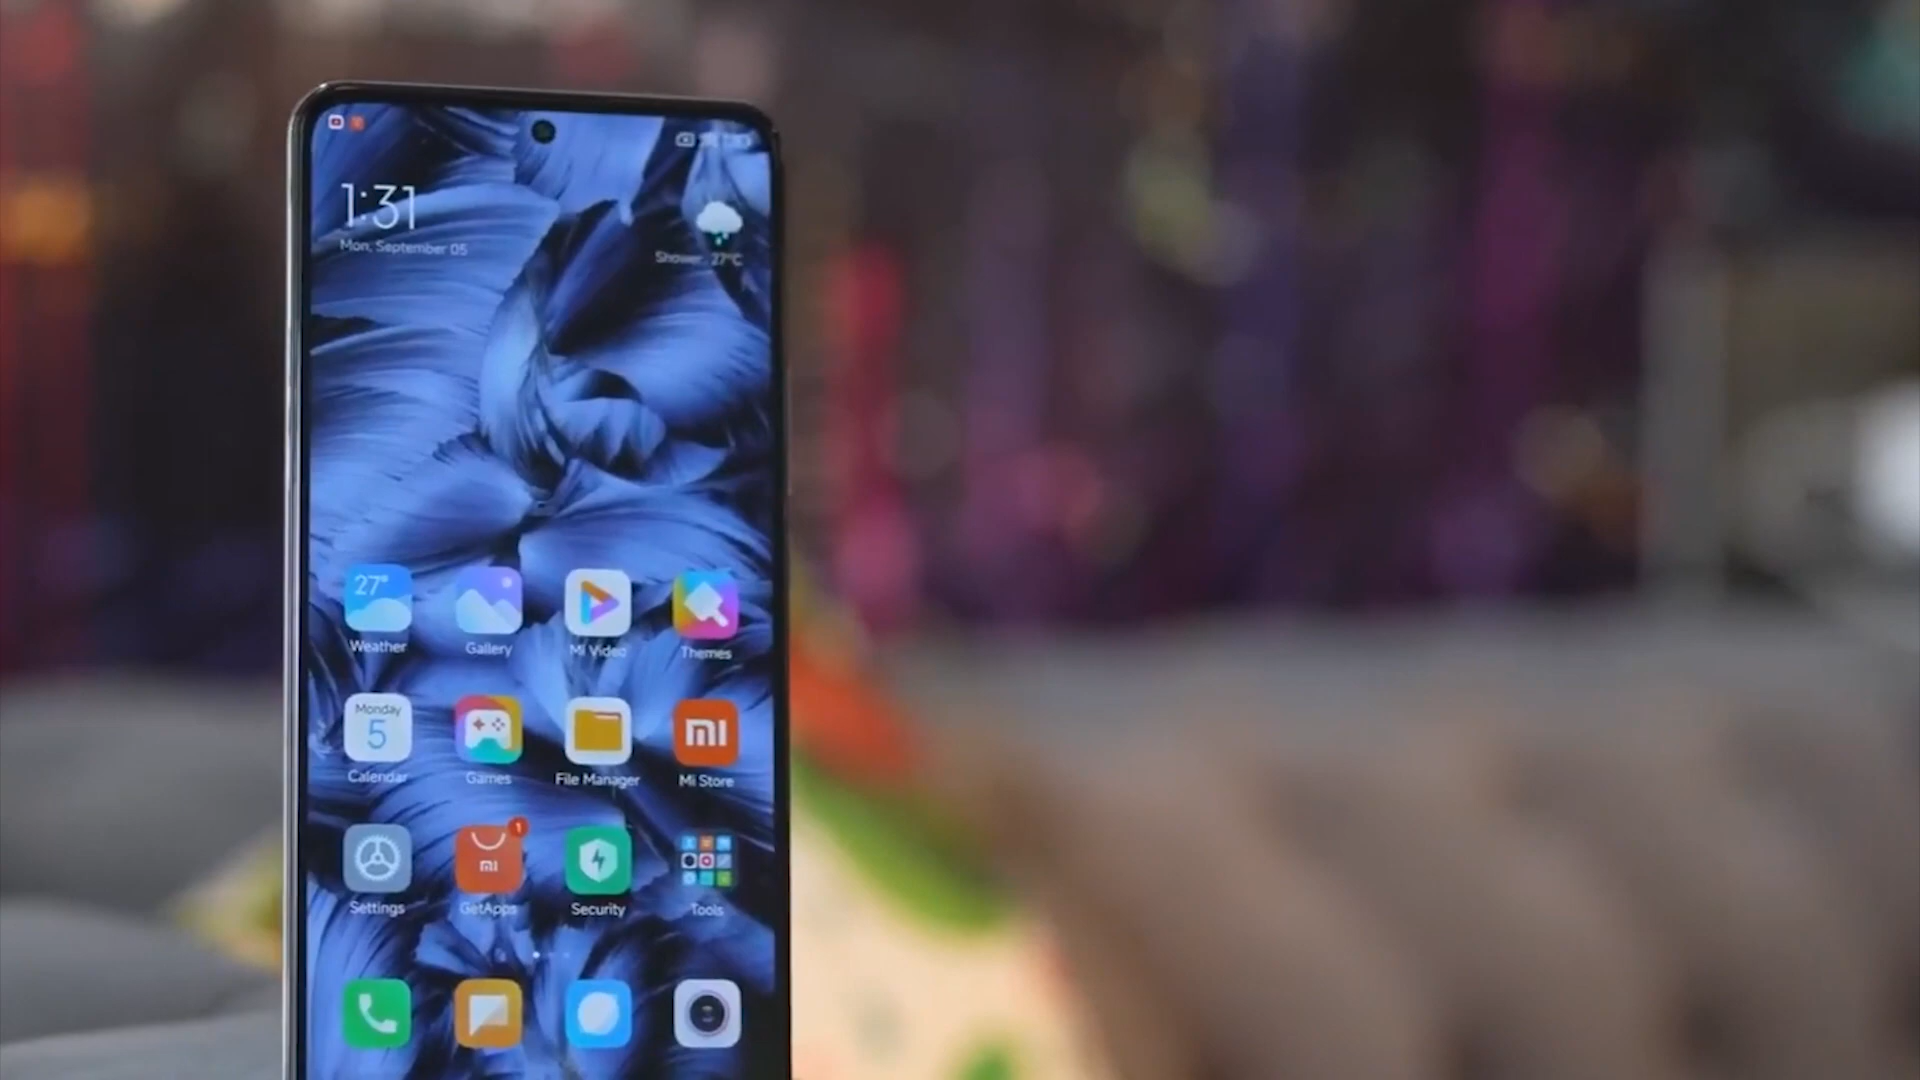 1:31
Mon, September 05
Shower 27°C
27°
Weather
Gallery
Mi Video
Themes
Monday
5
mi
Calendar
Games
File Manager
Mi Store
1
mi
Settings
GetApps
Security
Tools